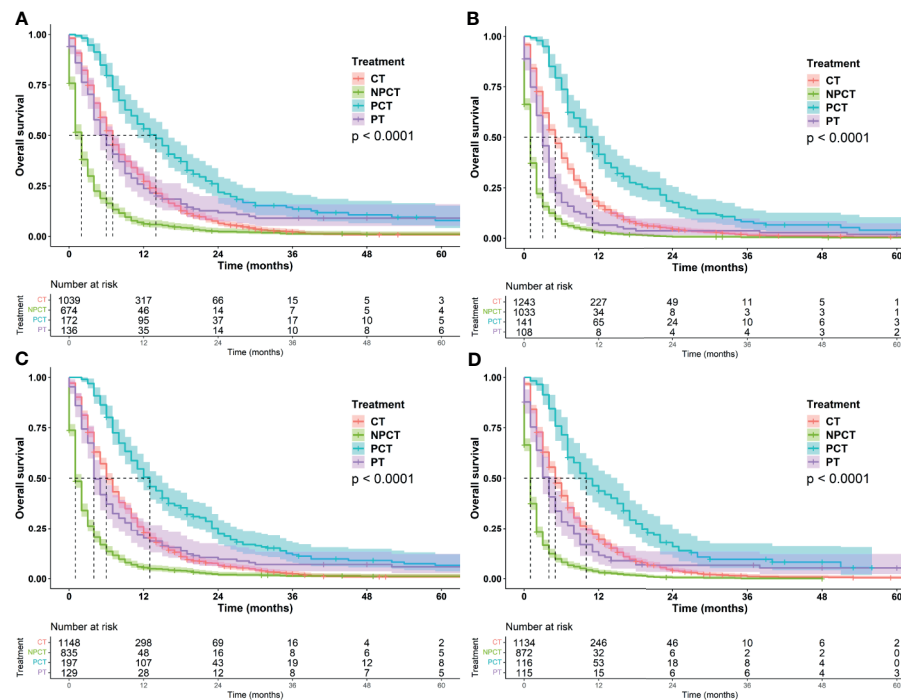 A
1.00
0.75
0.50
0.25
0.00
Overall survival
Treatment
CT
NPCT
PCT
PT
p < 0.0001
0 12 24 36 48 60
Time (months)
Number at risk
Treatment
CT 1039 317 66 15 5 3
NPCT 674 46 14 7 5 4
PCT 172 95 37 17 10 5
PT 136 35 14 10 8 6
0 12 24 36 48 60
Time (months)
B
1.00
0.75
0.50
0.25
0.00
Overall survival
Treatment
CT
NPCT
PCT
PT
p < 0.0001
0 12 24 36 48 60
Time (months)
Number at risk
Treatment
CT 1243 227 49 11 5 1
NPCT 1033 34 8 3 3 1
PCT 141 65 24 10 6 3
PT 108 8 4 4 3 2
0 12 24 36 48 60
Time (months)
C
1.00
0.75
0.50
0.25
0.00
Overall survival
Treatment
CT
NPCT
PCT
PT
p < 0.0001
0 12 24 36 48 60
Time (months)
Number at risk
Treatment
CT 1148 298 69 16 4 2
NPCT 835 48 16 8 6 5
PCT 197 107 43 19 12 8
PT 129 28 12 8 7 5
0 12 24 36 48 60
Time (months)
D
1.00
0.75
0.50
0.25
0.00
Overall survival
Treatment
CT
NPCT
PCT
PT
p < 0.0001
0 12 24 36 48 60
Time (months)
Number at risk
Treatment
CT 1134 246 46 10 6 2
NPCT 872 32 6 2 2 0
PCT 116 53 18 8 4 0
PT 115 15 6 6 4 3
0 12 24 36 48 60
Time (months)